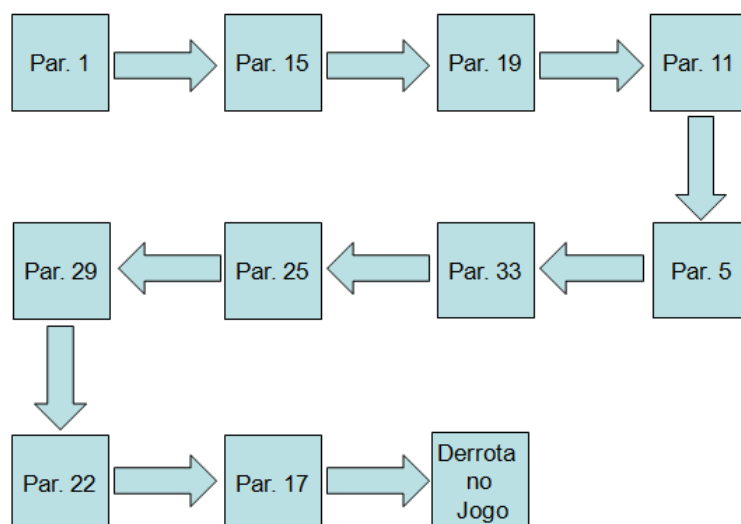 Par. 1
Par. 15
Par. 19
Par. 11
Par. 29
Par. 25
Par. 33
Par. 5
Par. 22
Par. 17
Derrota
no
Jogo